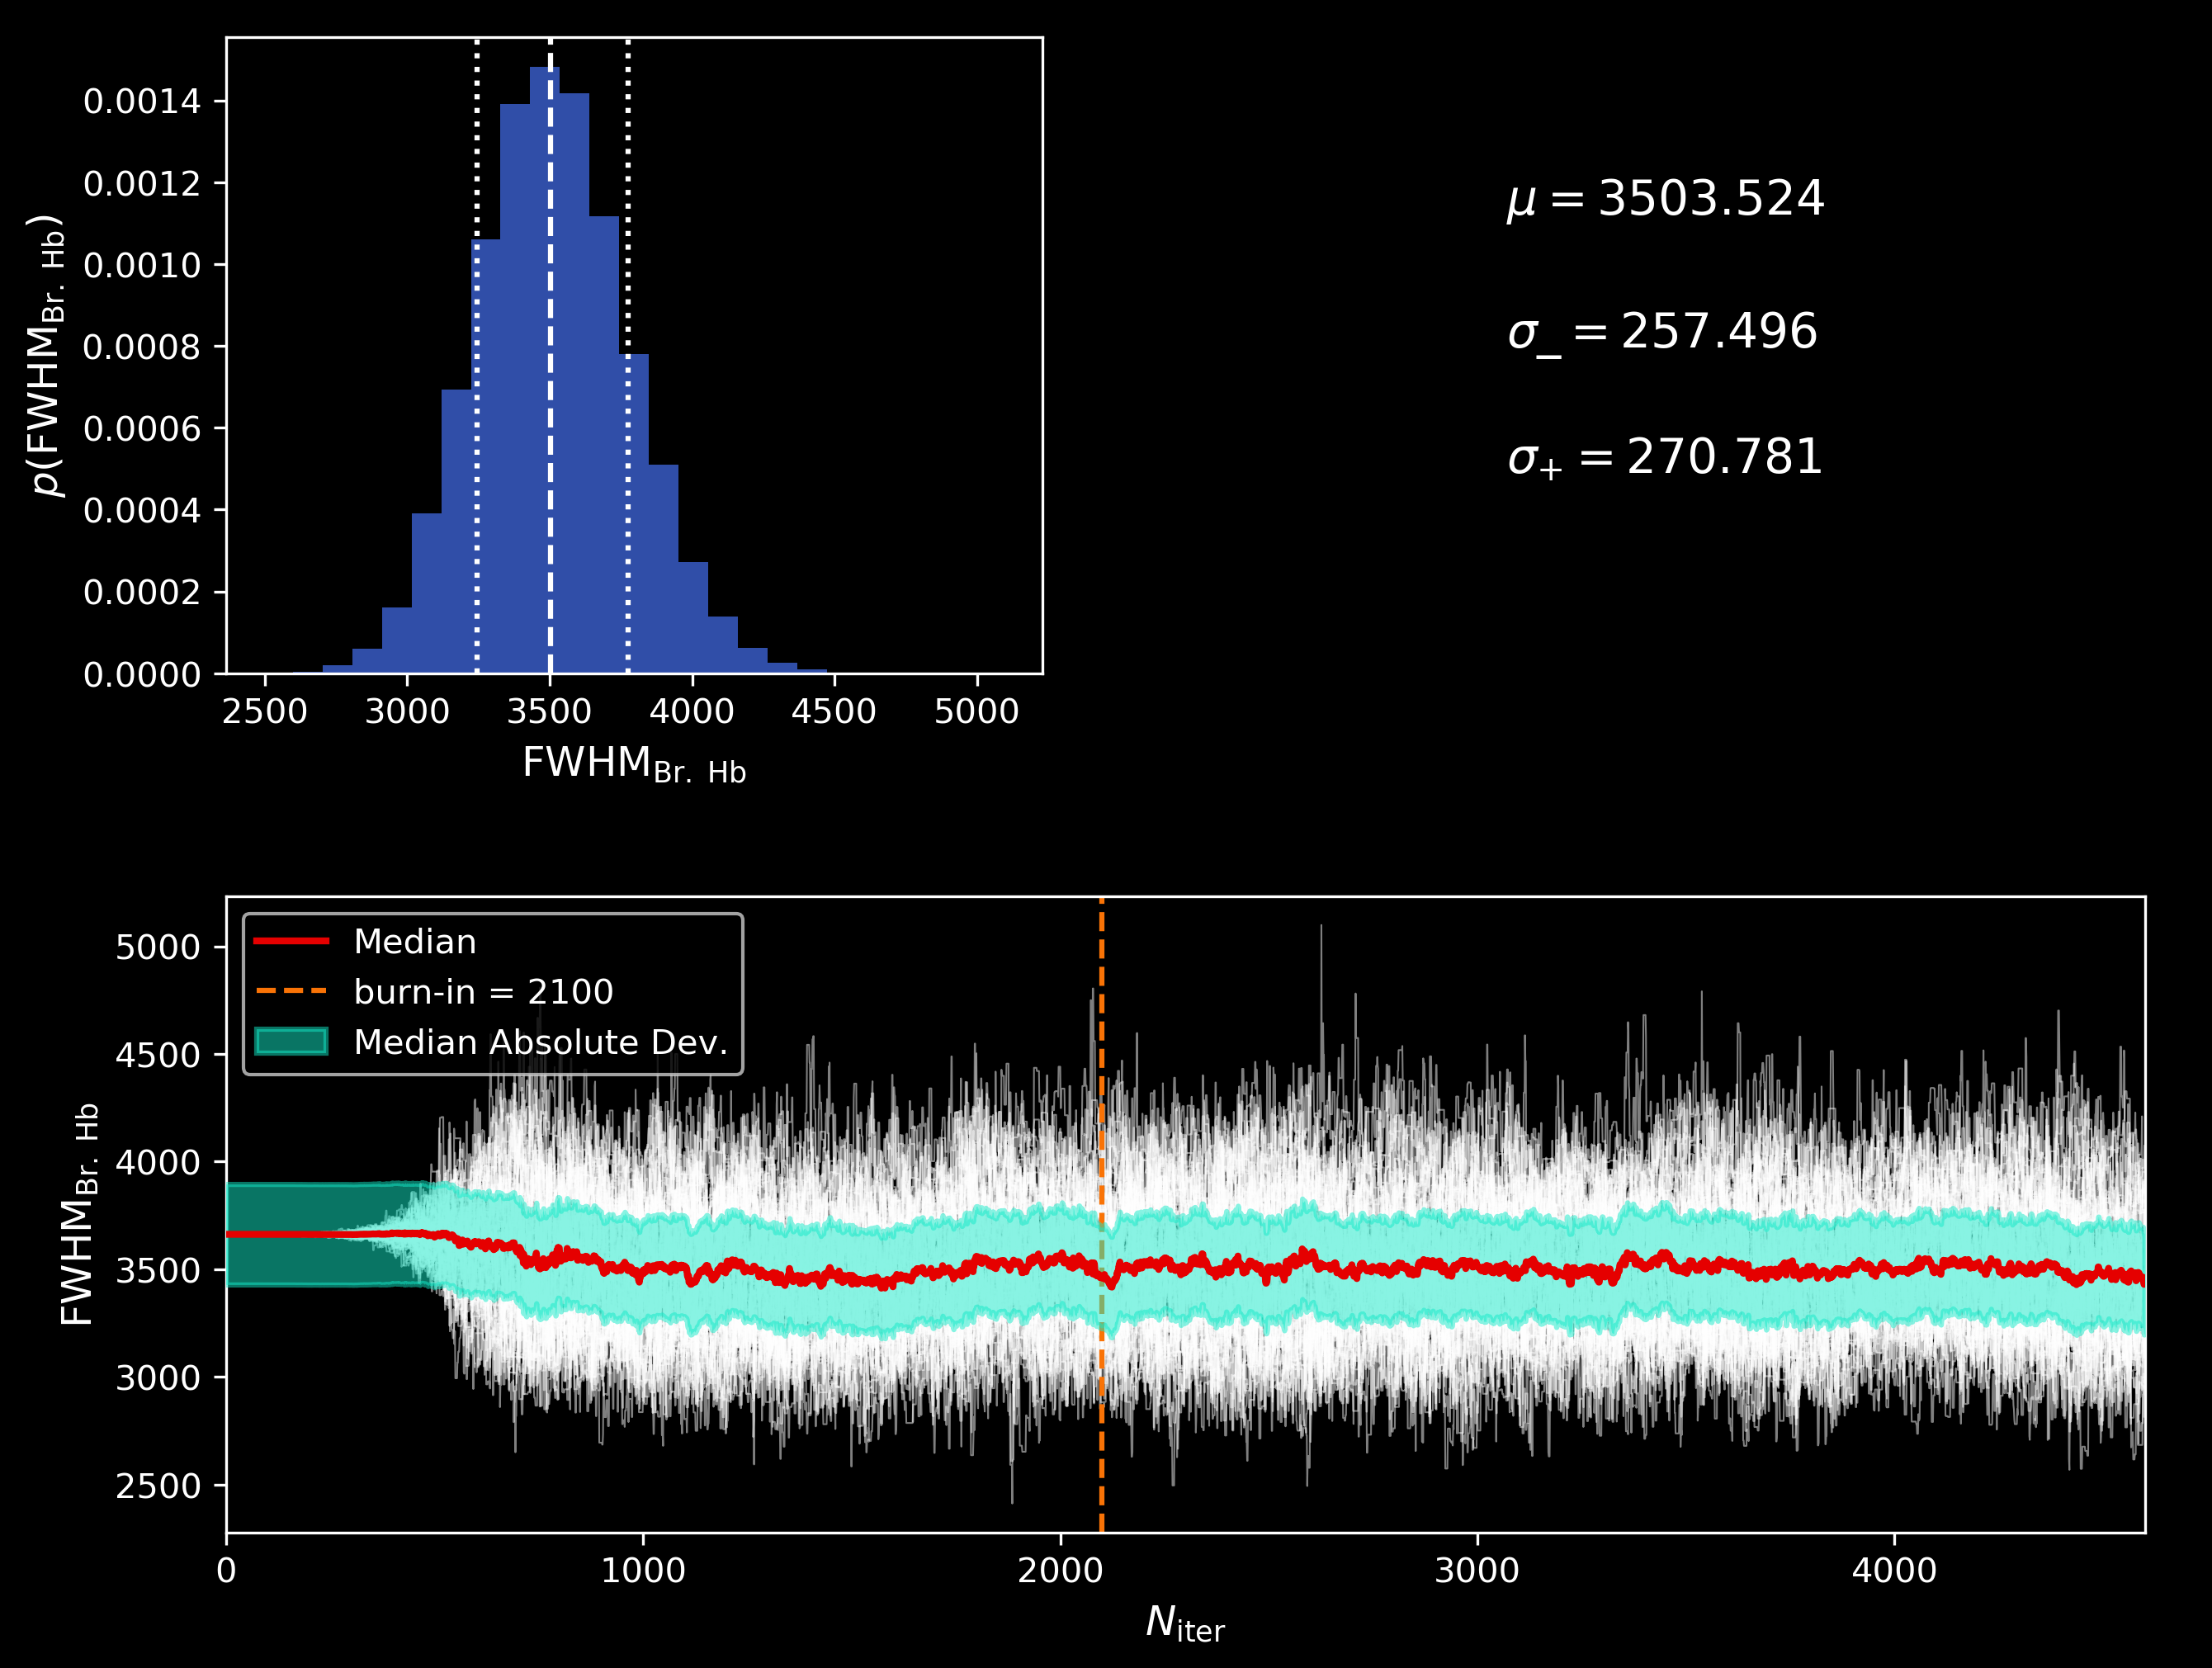 0.0014
0.0012
0.0010
0.0008
0.0006
0.0004
0.0002
0.0000
p(FWHM_Br. Hb)
2500 3000 3500 4000 4500 5000
FWHM_Br. Hb
μ = 3503.524
σ_− = 257.496
σ_+ = 270.781
Median
burn-in = 2100
Median Absolute Dev.
5000
4500
4000
3500
3000
2500
FWHM_Br. Hb
0 1000 2000 3000 4000
N_iter